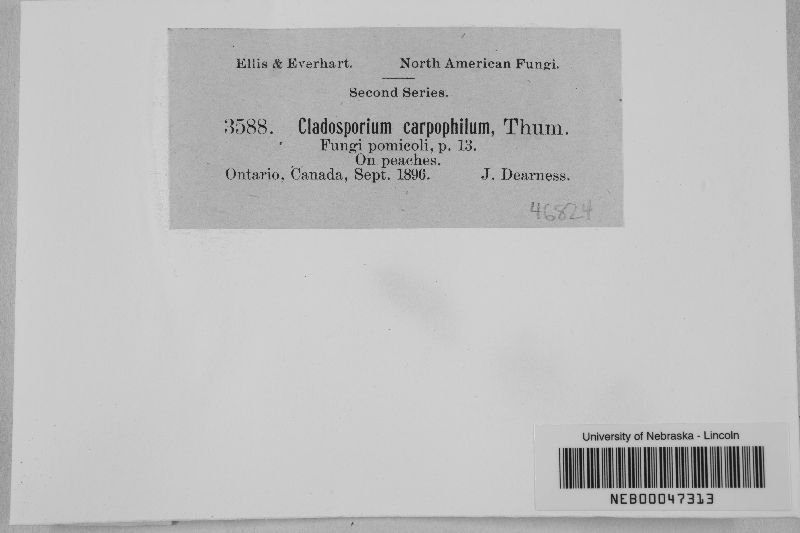 Ellis & Everhart. North American Fungi.
Second Series.
3588. Cladosporium carpophilum, Thum.
Fungi pomicoli, p. 13.
On peaches.
Ontario, Canada, Sept. 1896. J. Dearness.
46824
University of Nebraska - Lincoln
NEB00047313